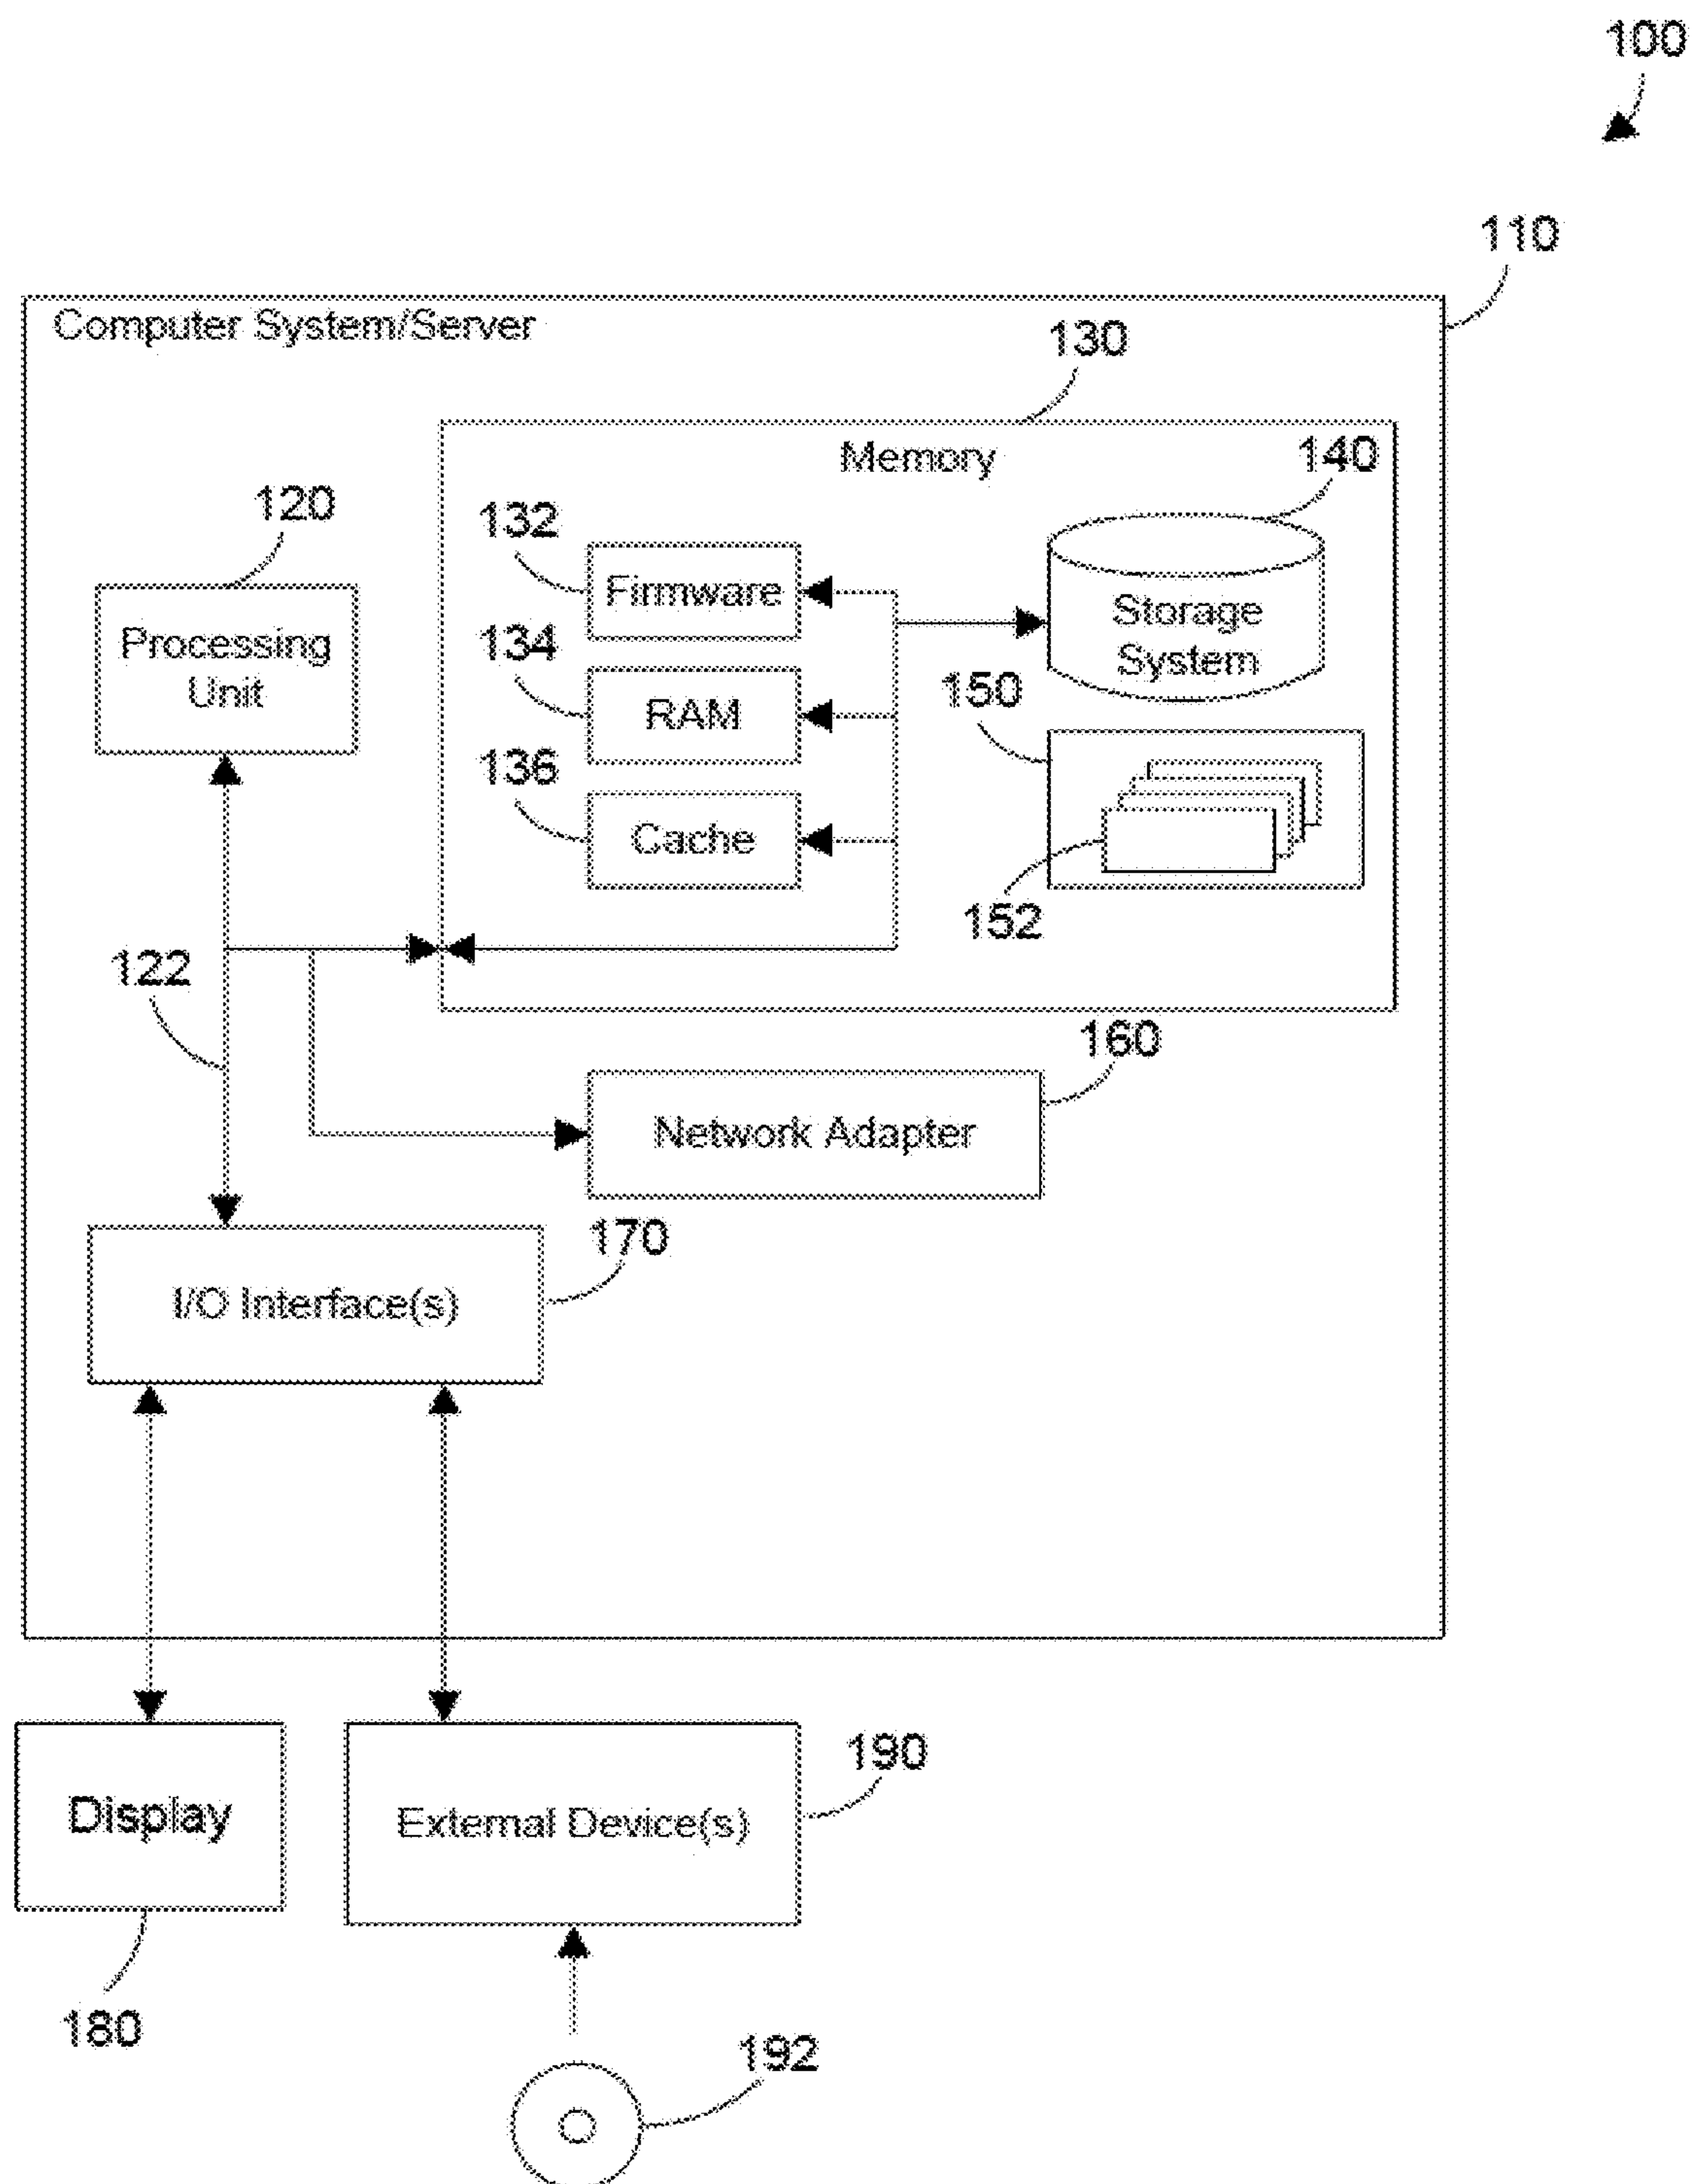 100
110
Computer System/Server
130
Memory
140
120
132
Firmware
Processing
Unit
Storage
System
134
RAM
150
136
Cache
152
122
160
Network Adapter
170
I/O Interface(s)
190
Display
External Device(s)
180
192